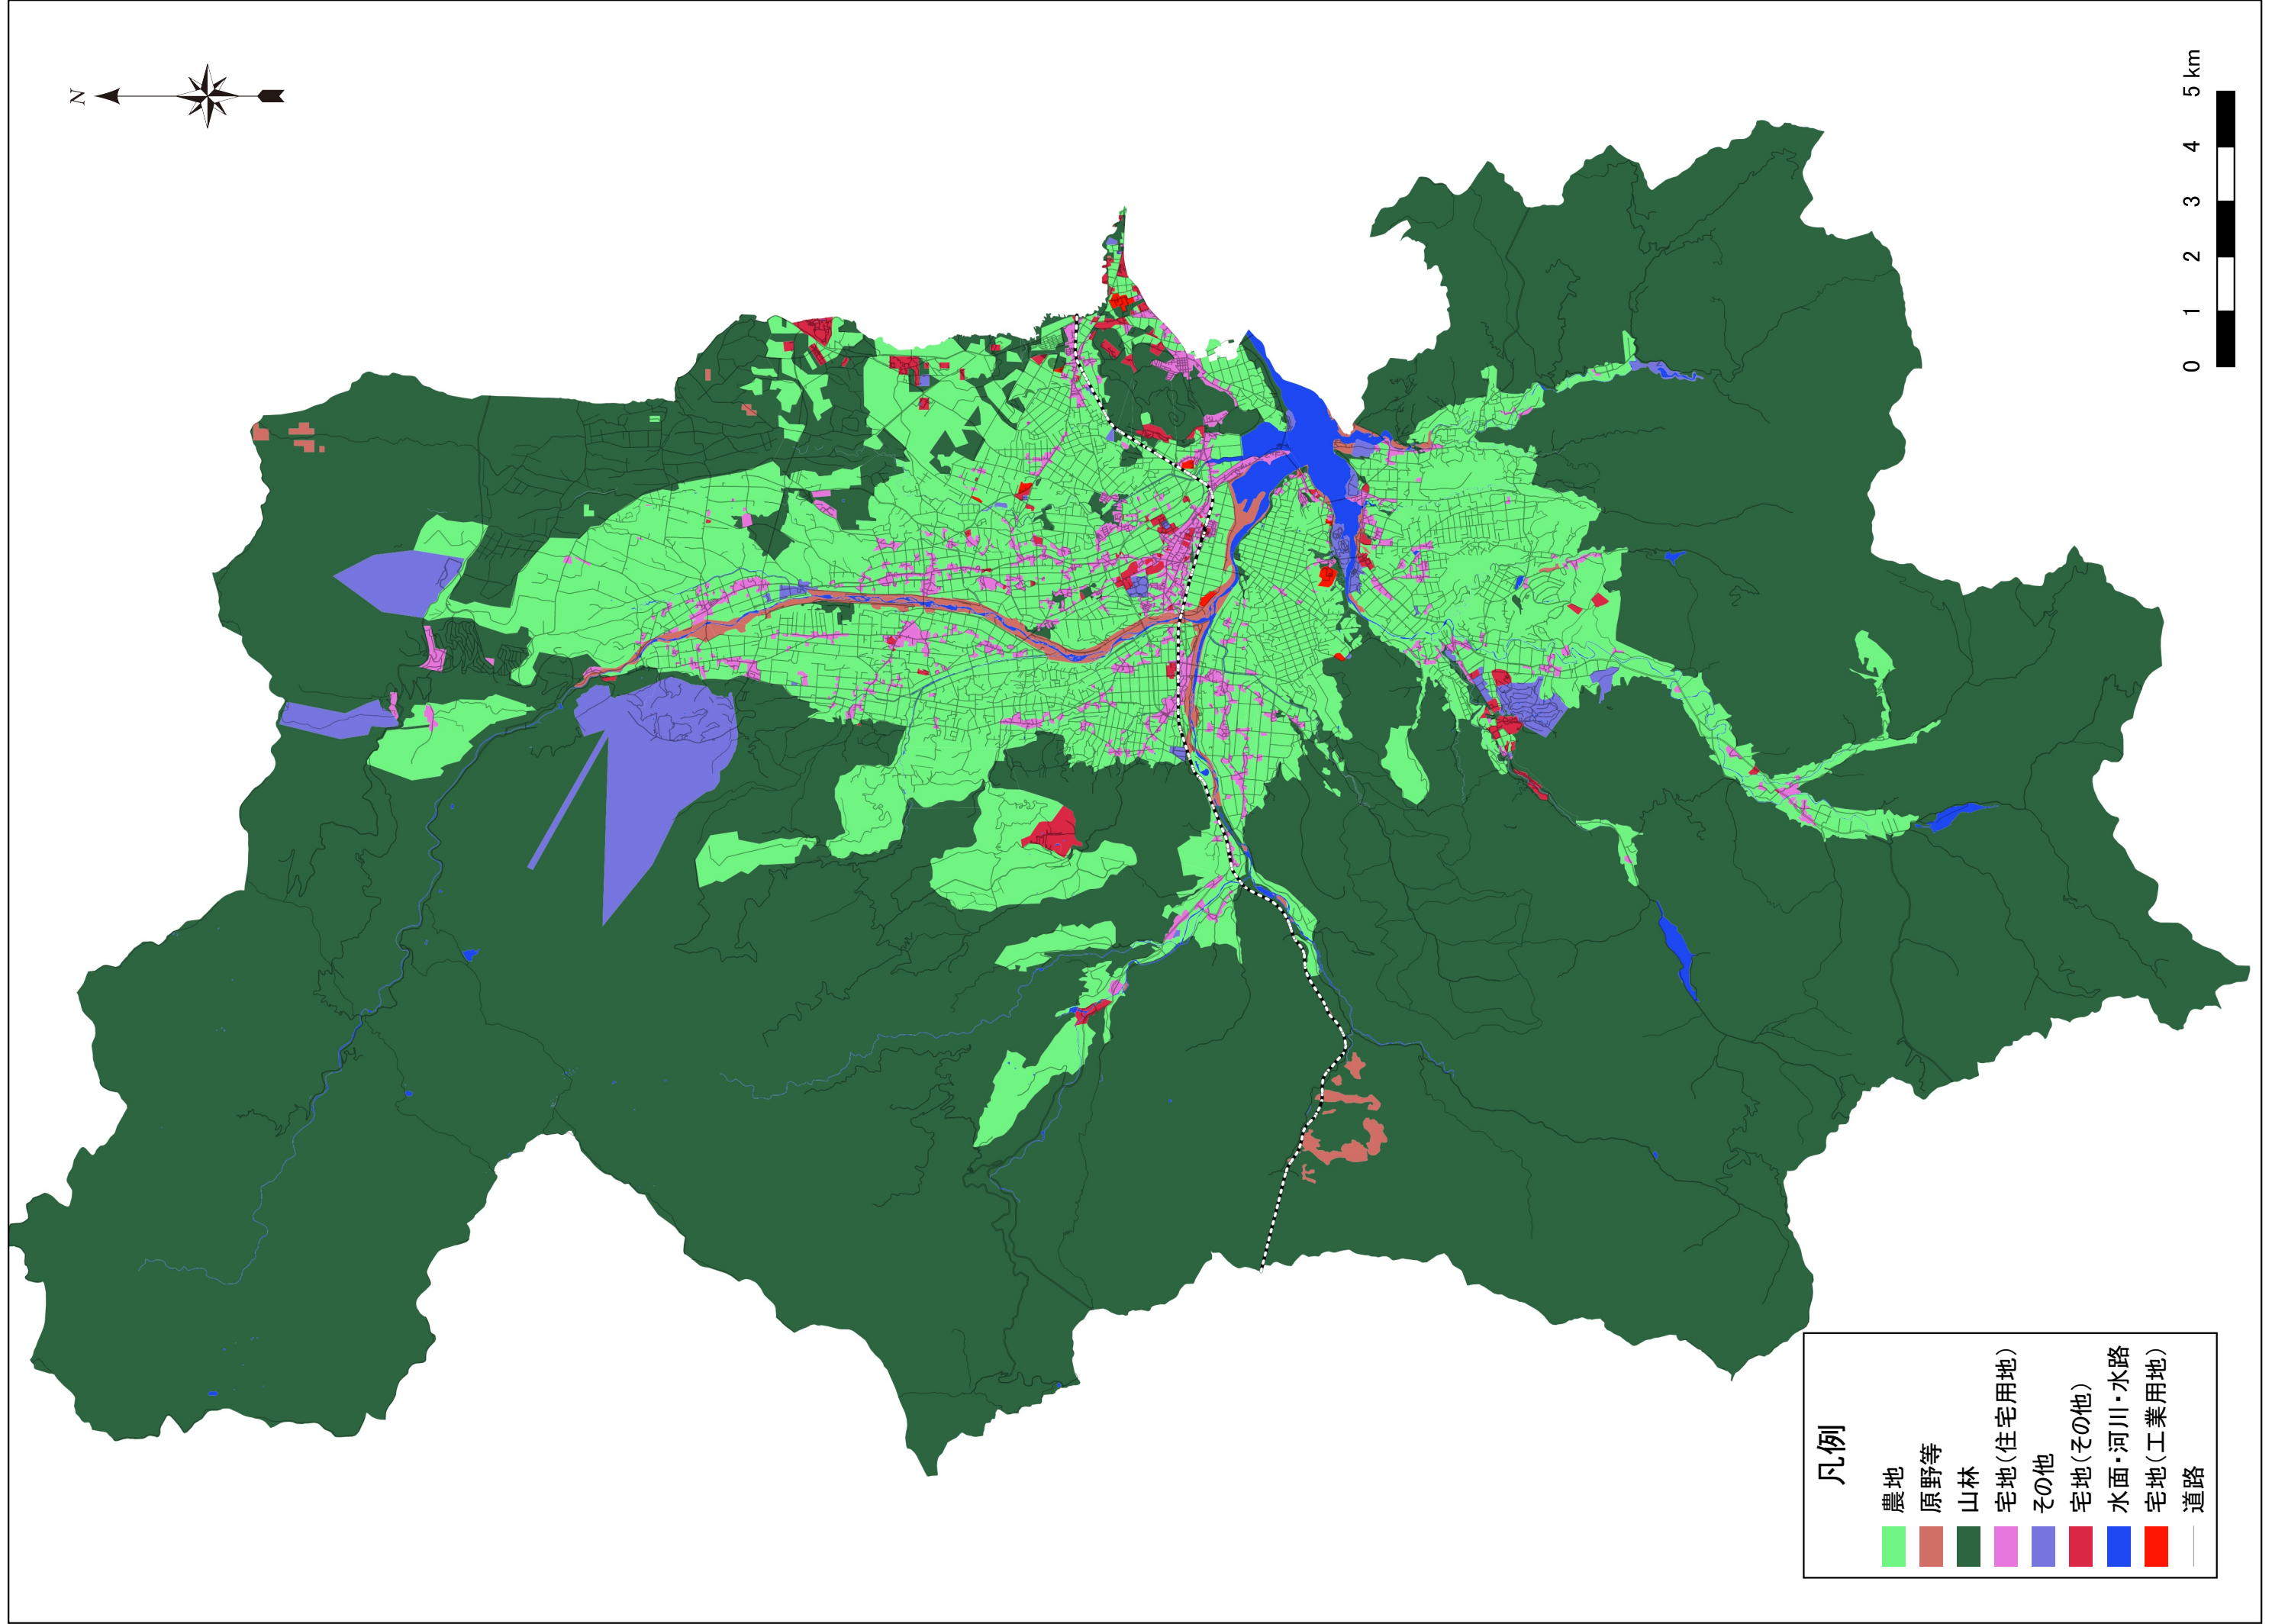 N
0 1 2 3 4 5 km
凡例
農地
原野等
山林
宅地(住宅用地)
その他
宅地(その他)
水面・河川・水路
宅地(工業用地)
道路